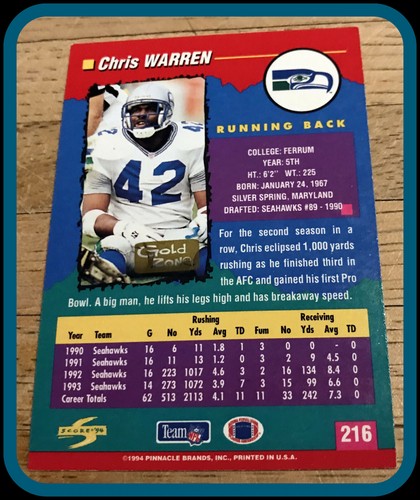 Chris WARREN
42
42
Gold
ZONE
RUNNING BACK
COLLEGE: FERRUM
YEAR: 5TH
HT.: 6'2" WT.: 225
BORN: JANUARY 24, 1967
SILVER SPRING, MARYLAND
DRAFTED: SEAHAWKS #89 - 1990
For the second season in a
row, Chris eclipsed 1,000 yards
rushing as he finished third in
the AFC and gained his first Pro
Bowl. A big man, he lifts his legs high and has breakaway speed.
Rushing Receiving
Year Team G No Yds Avg TD Fum No Yds Avg TD
1990 Seahawks 16 6 11 1.8 1 3 0 0 - 0
1991 Seahawks 16 11 13 1.2 0 3 2 9 4.5 0
1992 Seahawks 16 223 1017 4.6 3 2 16 134 8.4 0
1993 Seahawks 14 273 1072 3.9 7 3 15 99 6.6 0
Career Totals 62 513 2113 4.1 11 11 33 242 7.3 0
SCORE '94
Team NFL
216
©1994 PINNACLE BRANDS, INC., PRINTED IN U.S.A.